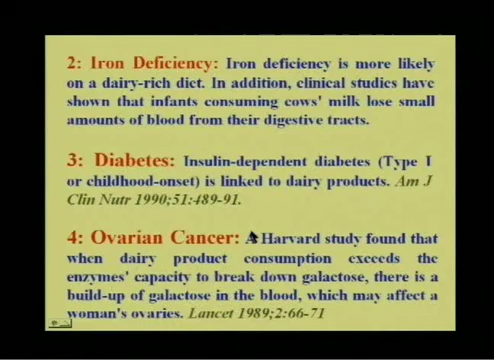 2: Iron Deficiency: Iron deficiency is more likely
on a dairy-rich diet. In addition, clinical studies have
shown that infants consuming cows' milk lose small
amounts of blood from their digestive tracts.
3: Diabetes: Insulin-dependent diabetes (Type I
or childhood-onset) is linked to dairy products. Am J
Clin Nutr 1990;51:489-91.
4: Ovarian Cancer: A Harvard study found that
when dairy product consumption exceeds the
enzymes' capacity to break down galactose, there is a
build-up of galactose in the blood, which may affect a
woman's ovaries. Lancet 1989;2:66-71